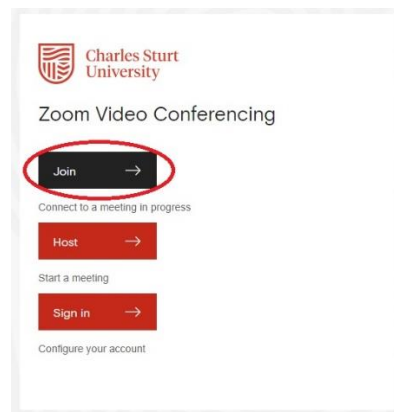 Charles Sturt
University
Zoom Video Conferencing
Join
Connect to a meeting in progress
Host
Start a meeting
Sign in
Configure your account